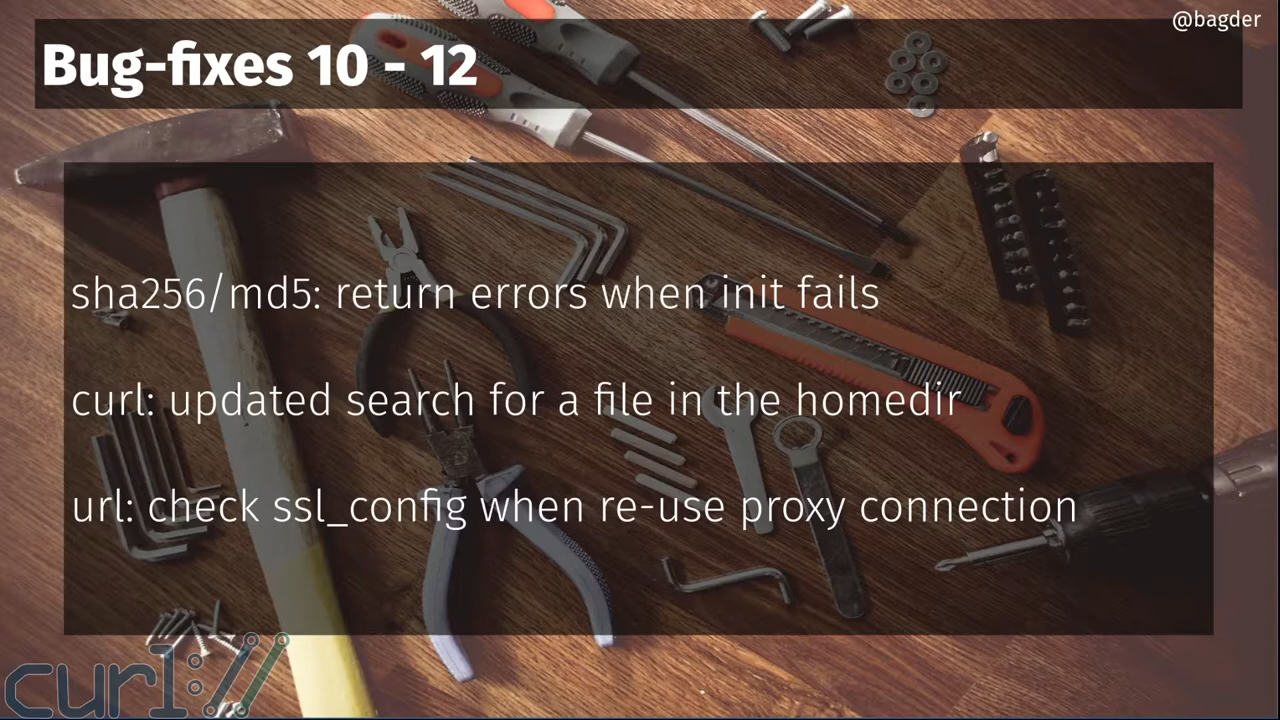 @bagder
Bug-fixes 10 - 12
sha256/md5: return errors when init fails
curl: updated search for a file in the homedir
url: check ssl_config when re-use proxy connection
curl://